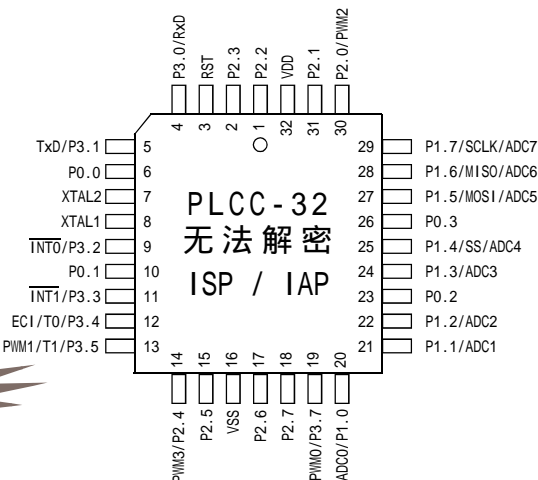 P3.0/RxD
RST
P2.3
P2.2
VDD
P2.1
P2.0/PWM2
4 3 2 1 32 31 30
TxD/P3.1 5
P0.0 6
XTAL2 7
XTAL1 8
INT0/P3.2 9
P0.1 10
INT1/P3.3 11
ECI/T0/P3.4 12
PWM1/T1/P3.5 13
PLCC-32
无法解密
ISP / IAP
29 P1.7/SCLK/ADC7
28 P1.6/MISO/ADC6
27 P1.5/MOSI/ADC5
26 P0.3
25 P1.4/SS/ADC4
24 P1.3/ADC3
23 P0.2
22 P1.2/ADC2
21 P1.1/ADC1
14 15 16 17 18 19 20
PWM3/P2.4
P2.5
VSS
P2.6
P2.7
PWM0/P3.7
ADC0/P1.0